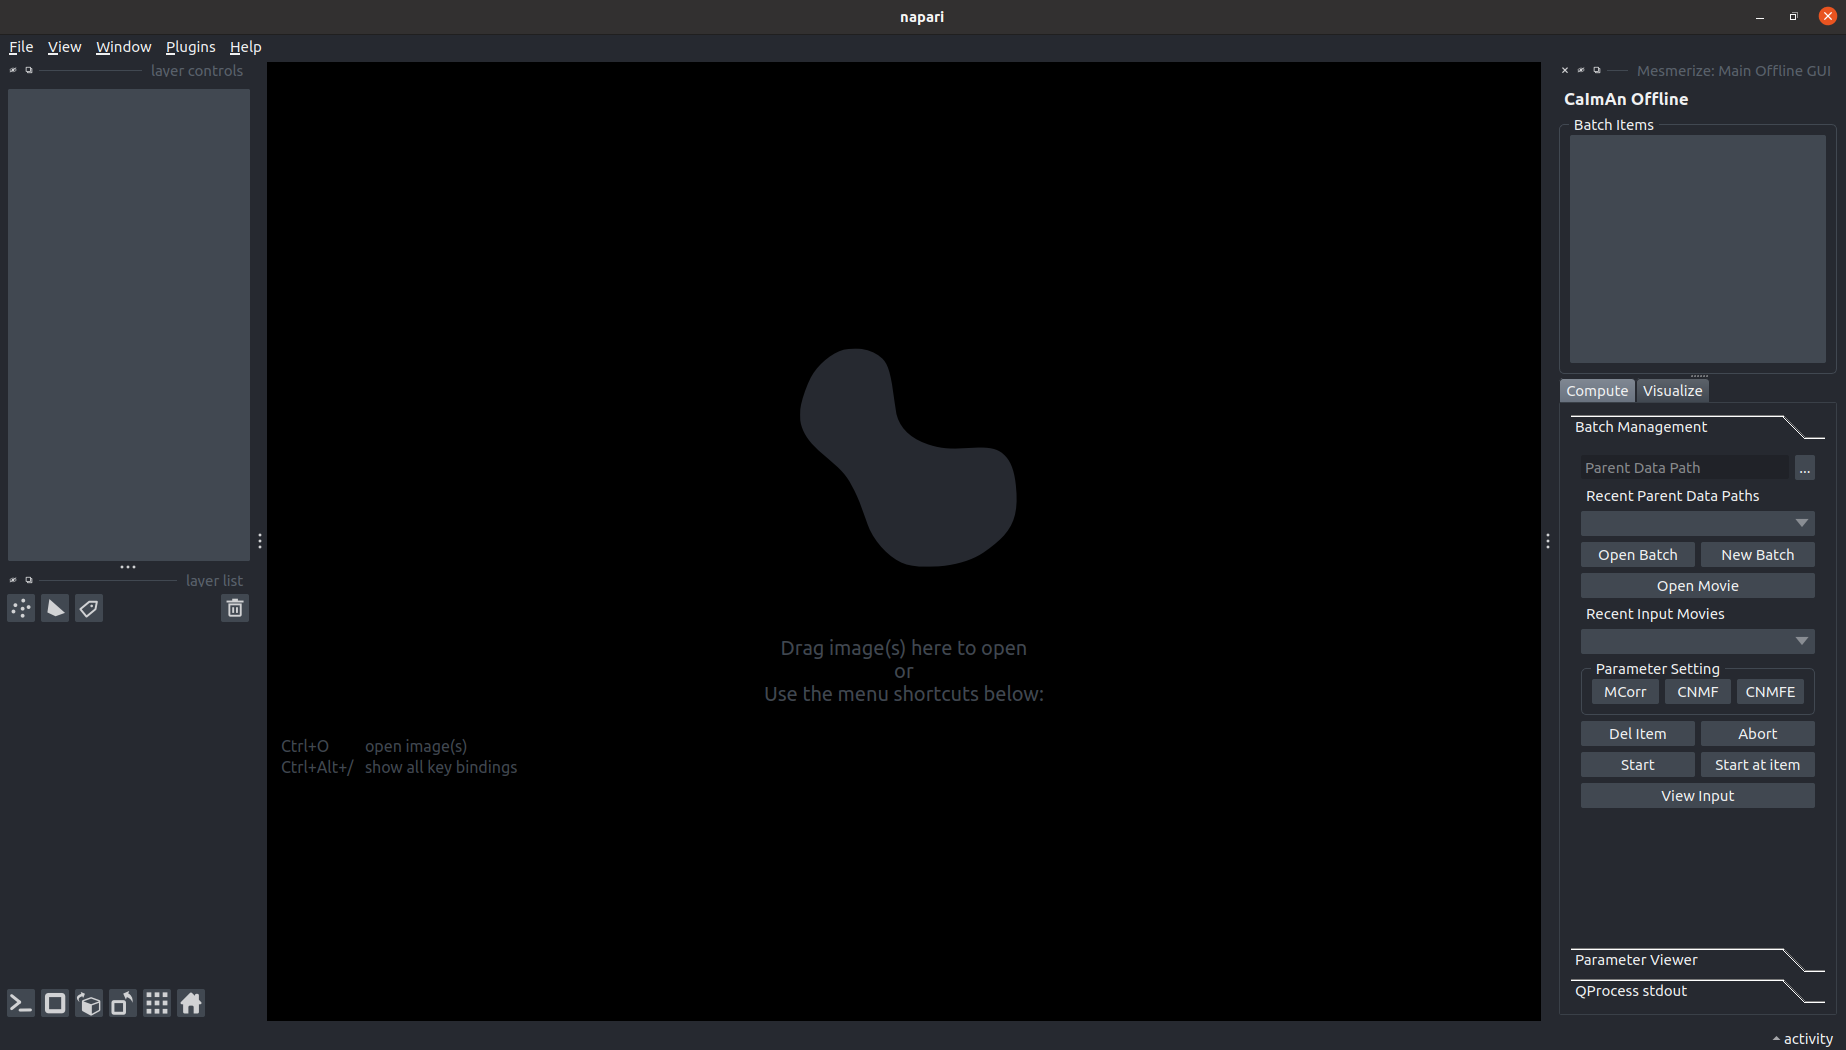 napari
File View Window Plugins Help
layer controls
Mesmerize: Main Offline GUI
CaImAn Offline
Batch Items
Compute Visualize
Batch Management
Parent Data Path ...
Recent Parent Data Paths
Open Batch New Batch
Open Movie
Recent Input Movies
Parameter Setting
MCorr CNMF CNMFE
Del Item Abort
Start Start at item
View Input
Parameter Viewer
QProcess stdout
layer list
Drag image(s) here to open
or
Use the menu shortcuts below:
Ctrl+O open image(s)
Ctrl+Alt+/ show all key bindings
activity